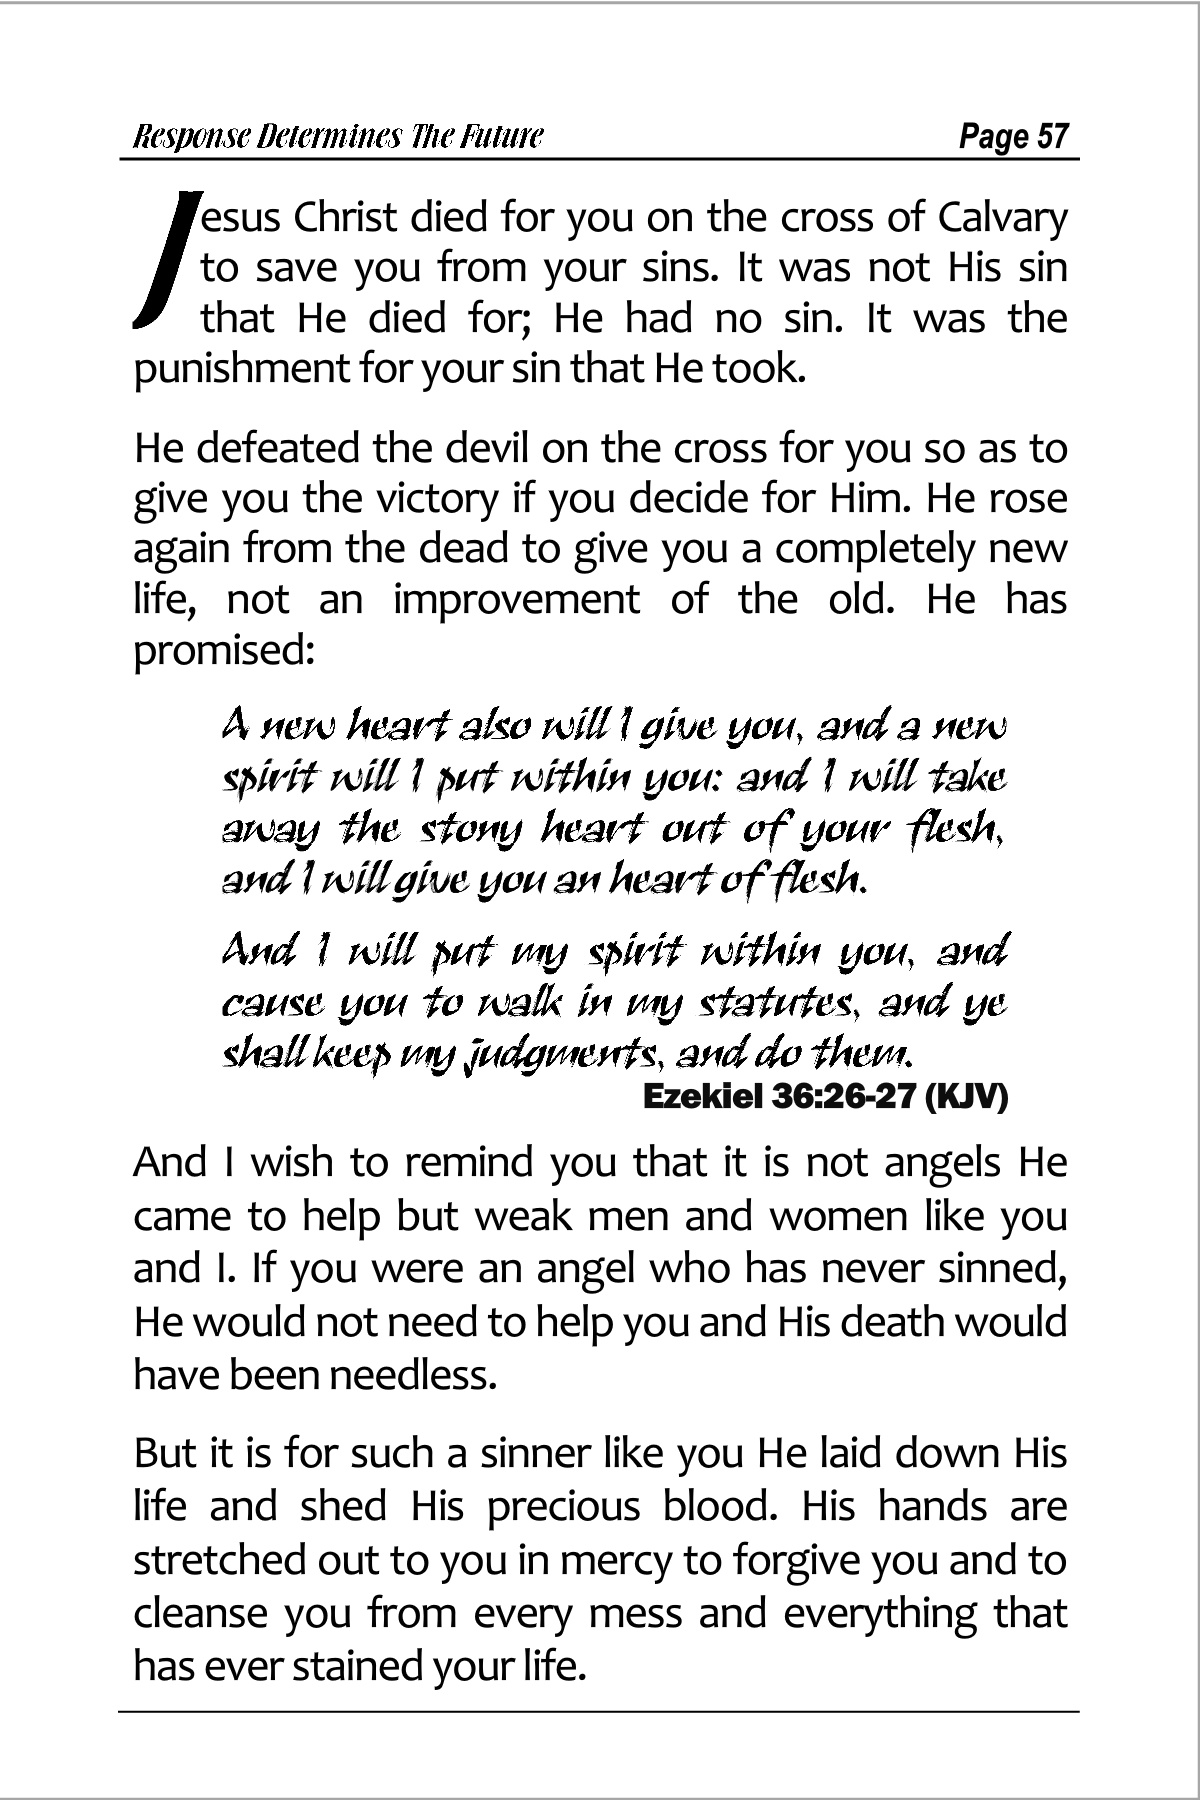 Response Determines The Future Page 57
Jesus Christ died for you on the cross of Calvary
to save you from your sins. It was not His sin
that He died for; He had no sin. It was the
punishment for your sin that He took.
He defeated the devil on the cross for you so as to
give you the victory if you decide for Him. He rose
again from the dead to give you a completely new
life, not an improvement of the old. He has
promised:
A new heart also will I give you, and a new
spirit will I put within you: and I will take
away the stony heart out of your flesh,
and I will give you an heart of flesh.
And I will put my spirit within you, and
cause you to walk in my statutes, and ye
shall keep my judgments, and do them.
Ezekiel 36:26-27 (KJV)
And I wish to remind you that it is not angels He
came to help but weak men and women like you
and I. If you were an angel who has never sinned,
He would not need to help you and His death would
have been needless.
But it is for such a sinner like you He laid down His
life and shed His precious blood. His hands are
stretched out to you in mercy to forgive you and to
cleanse you from every mess and everything that
has ever stained your life.